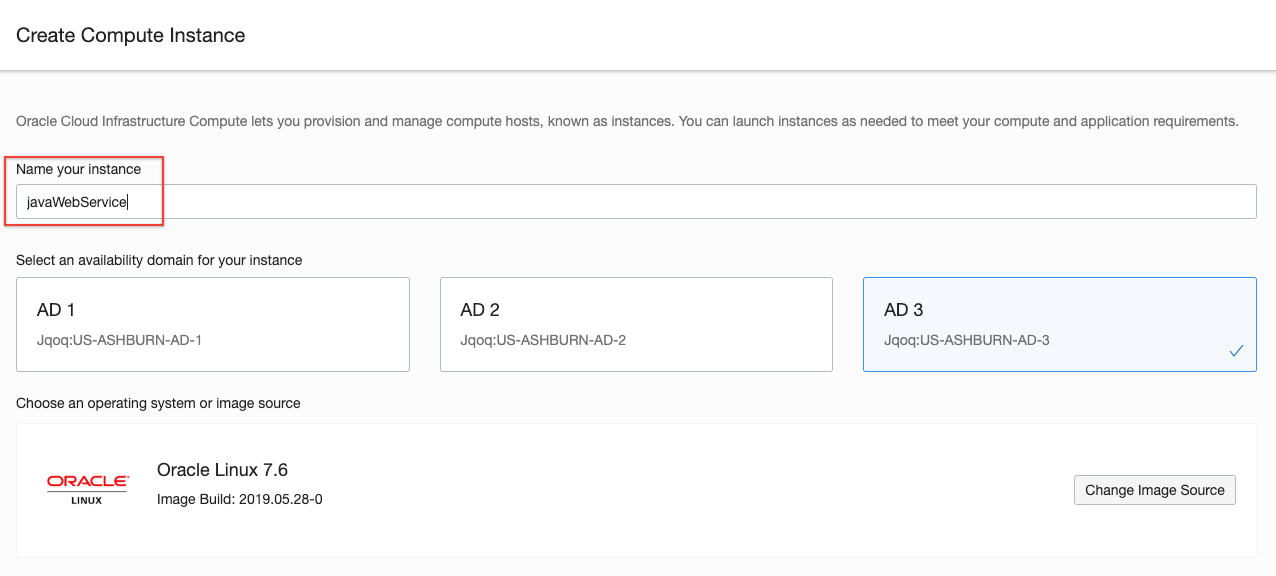 Create Compute Instance
Oracle Cloud Infrastructure Compute lets you provision and manage compute hosts, known as instances. You can launch instances as needed to meet your compute and application requirements.
Name your instance
javaWebService
Select an availability domain for your instance
AD 1
Jqoq:US-ASHBURN-AD-1
AD 2
Jqoq:US-ASHBURN-AD-2
AD 3
Jqoq:US-ASHBURN-AD-3
Choose an operating system or image source
ORACLE
LINUX
Oracle Linux 7.6
Image Build: 2019.05.28-0
Change Image Source